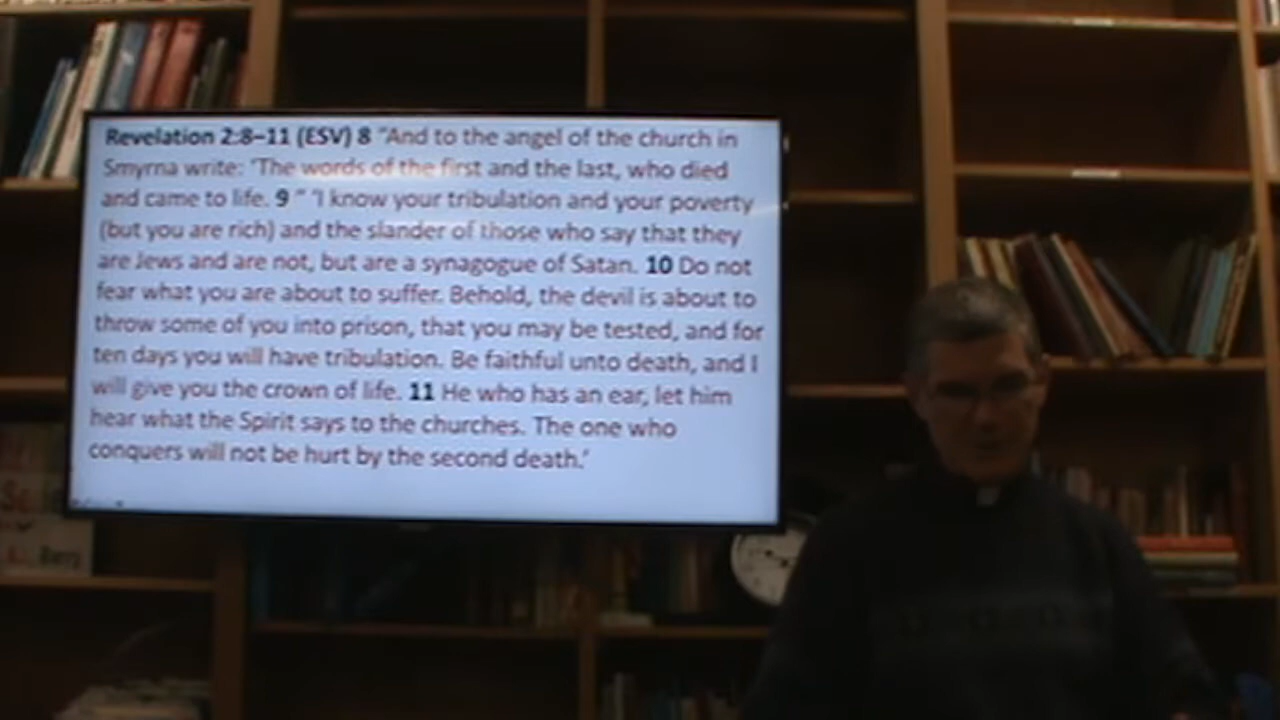 Revelation 2:8–11 (ESV) 8 "And to the angel of the church in
Smyrna write: 'The words of the first and the last, who died
and came to life. 9 " 'I know your tribulation and your poverty
(but you are rich) and the slander of those who say that they
are Jews and are not, but are a synagogue of Satan. 10 Do not
fear what you are about to suffer. Behold, the devil is about to
throw some of you into prison, that you may be tested, and for
ten days you will have tribulation. Be faithful unto death, and I
will give you the crown of life. 11 He who has an ear, let him
hear what the Spirit says to the churches. The one who
conquers will not be hurt by the second death.'